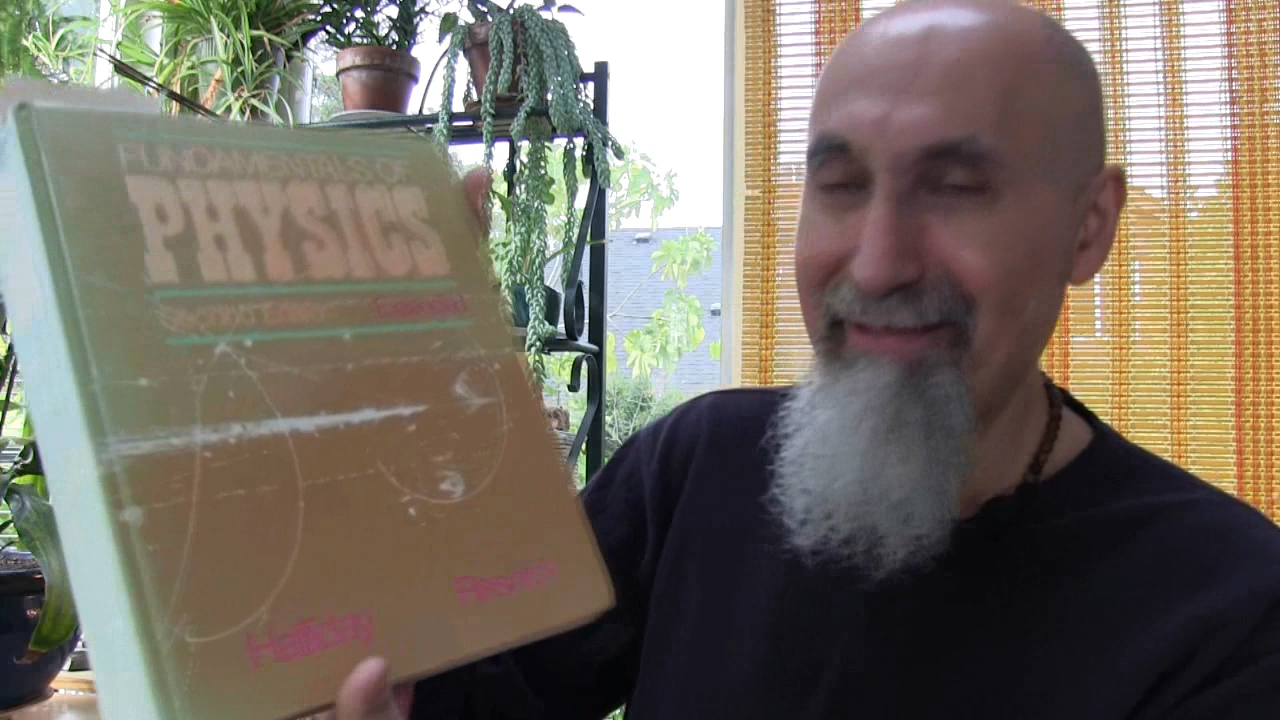 FUNDAMENTALS OF
PHYSICS
SECOND EDITION Extended
Halliday Resnick